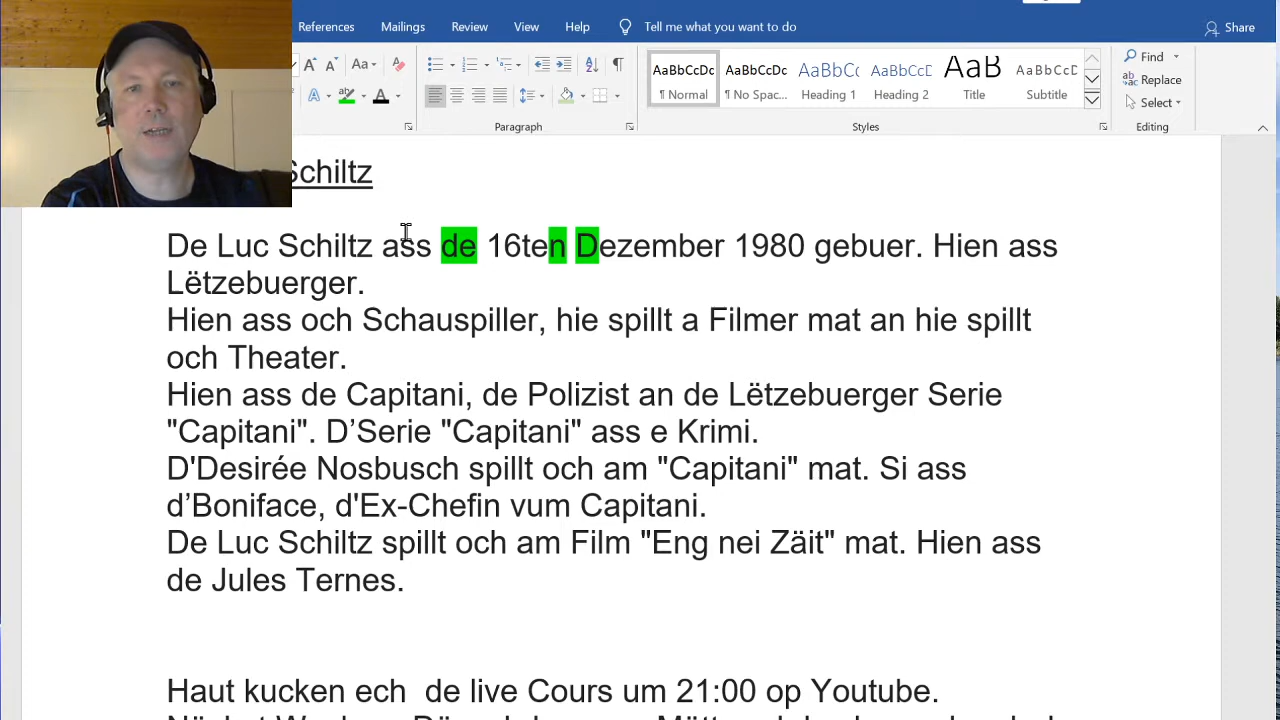 References Mailings Review View Help Tell me what you want to do Share
Aa
AaBbCcDc AaBbCcDc AaBbCc AaBbCcC AaB AaBbCcD
¶ Normal ¶ No Spac... Heading 1 Heading 2 Title Subtitle
Find
Replace
Select
Paragraph Styles Editing
Schiltz
De Luc Schiltz ass de 16ten Dezember 1980 gebuer. Hien ass
Lëtzebuerger.
Hien ass och Schauspiller, hie spillt a Filmer mat an hie spillt
och Theater.
Hien ass de Capitani, de Polizist an de Lëtzebuerger Serie
"Capitani". D’Serie "Capitani" ass e Krimi.
D'Desirée Nosbusch spillt och am "Capitani" mat. Si ass
d’Boniface, d'Ex-Chefin vum Capitani.
De Luc Schiltz spillt och am Film "Eng nei Zäit" mat. Hien ass
de Jules Ternes.
Haut kucken ech de live Cours um 21:00 op Youtube.